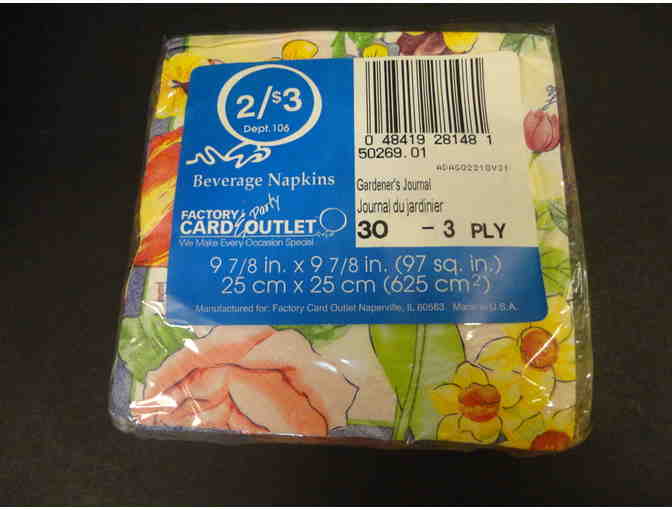 2/$3
Dept. 106
Beverage Napkins
FACTORY
CARD & Party OUTLET
We Make Every Occasion Special
0 48419 28148 1
50269.01
Gardener's Journal
Journal du jardinier
30 - 3 PLY
9 7/8 in. x 9 7/8 in. (97 sq. in.)
25 cm x 25 cm (625 cm²)
Manufactured for: Factory Card Outlet Naperville, IL 60563 Made in U.S.A.